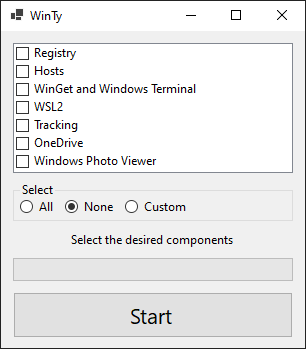 WinTy
Registry
Hosts
WinGet and Windows Terminal
WSL2
Tracking
OneDrive
Windows Photo Viewer
Select
All None Custom
Select the desired components
Start